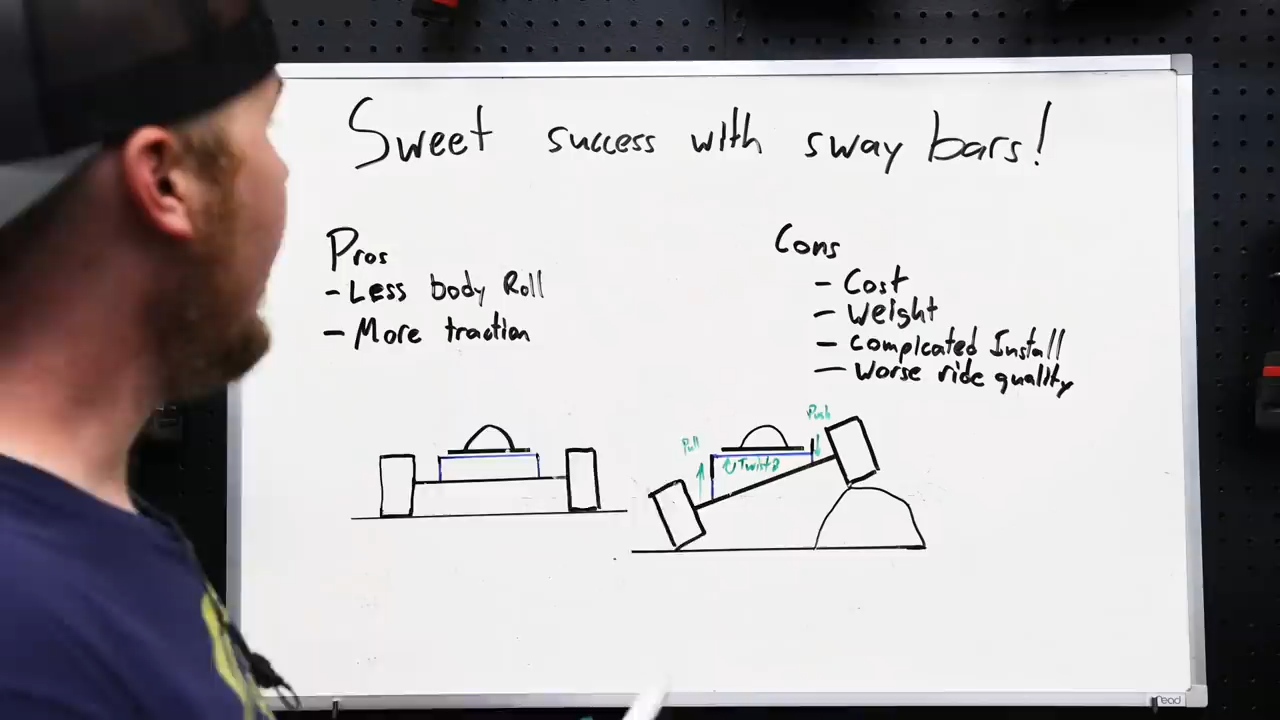 Sweet success with sway bars!
Pros
- Less body Roll
- More traction
Cons
- Cost
- Weight
- Complcated Install
- Worse ride quality
Pull
Push
Twist